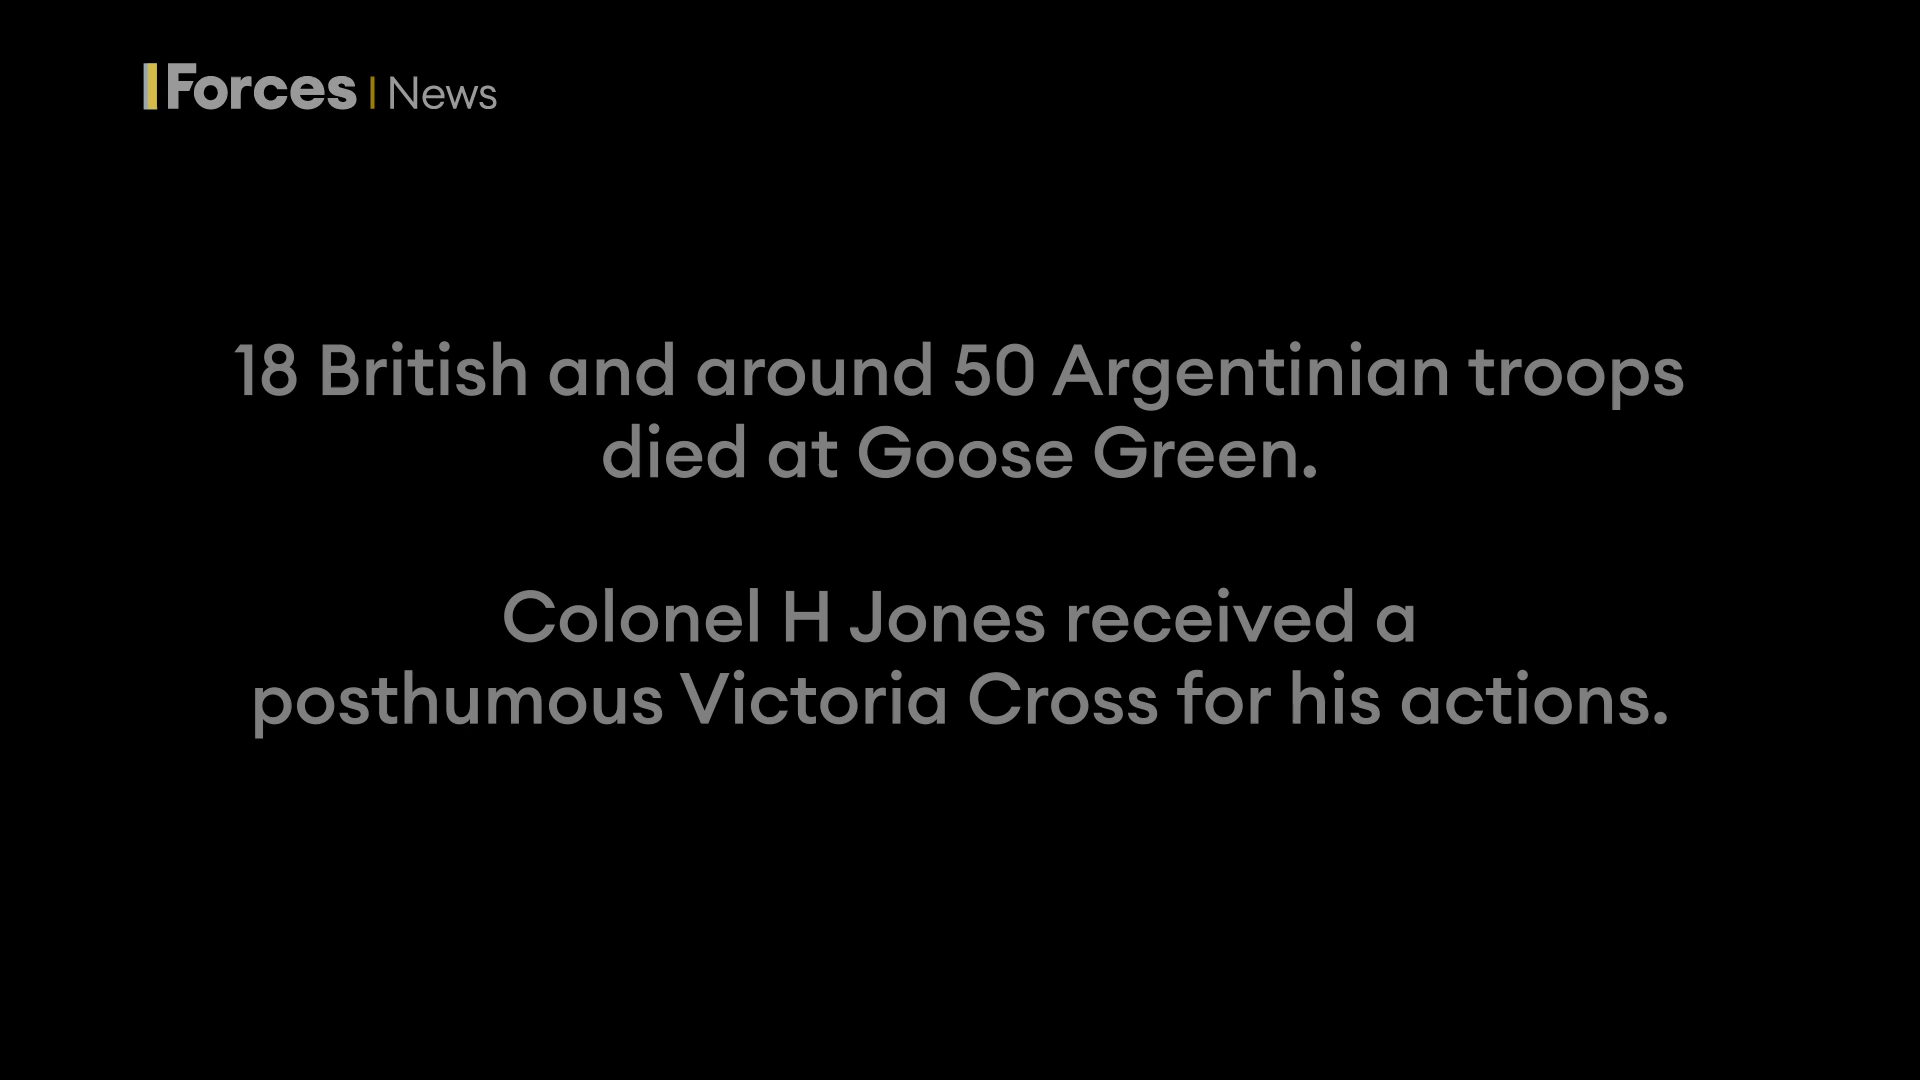 Forces | News
18 British and around 50 Argentinian troops
died at Goose Green.
Colonel H Jones received a
posthumous Victoria Cross for his actions.